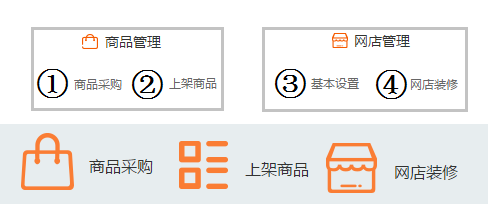 商品管理 网店管理
①商品采购 ②上架商品 ③基本设置 ④网店装修
商品采购 上架商品 网店装修